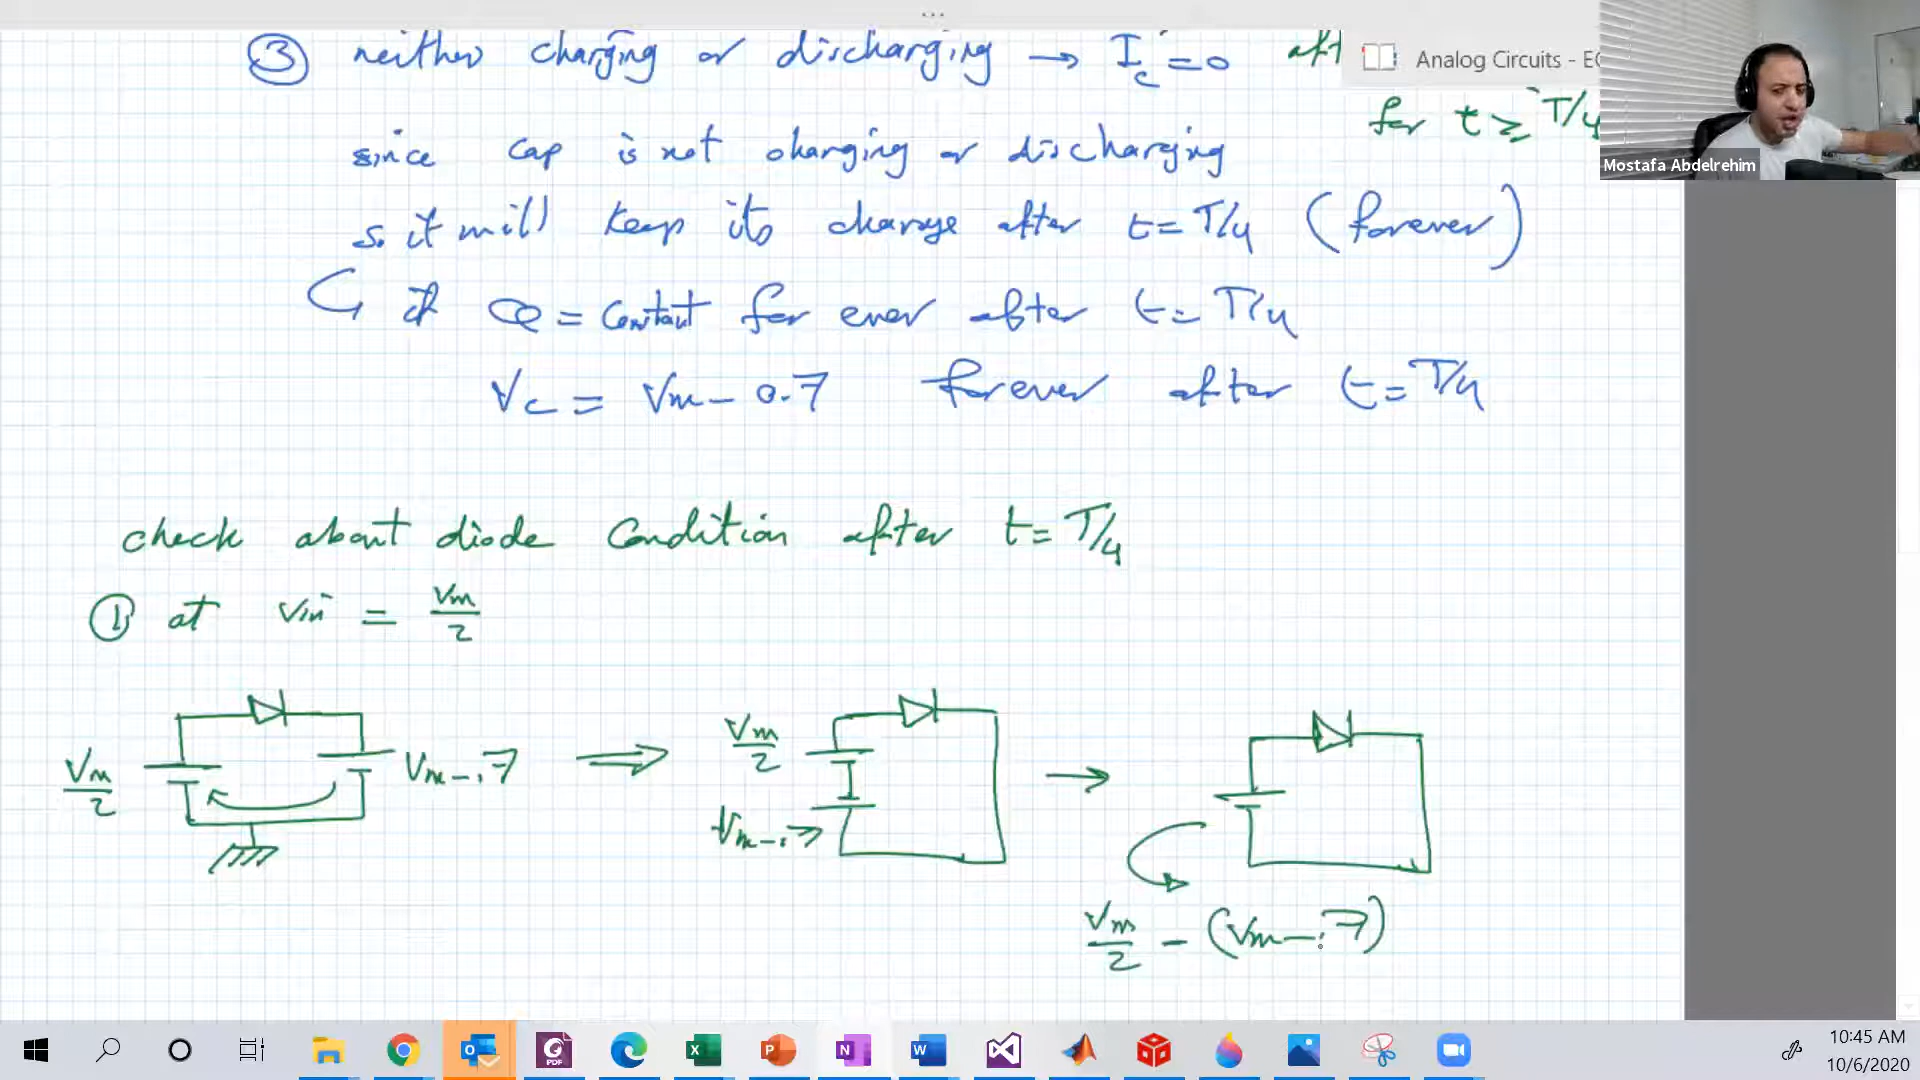 ③ neither charging or discharging → I_c = 0
Analog Circuits - EC
for t ≥ T/4
Mostafa Abdelrehim
since cap is not charging or discharging
so it will keep its charge after t = T/4 (forever)
if Q = constant for ever after t = T/4
Vc = Vm - 0.7 forever after t = T/4
check about diode condition after t = T/4
① at Vin = Vm/2
Vm/2
Vm - .7
⇒
Vm/2
Vm - .7
→
Vm/2 - (Vm - .7)
10:45 AM
10/6/2020